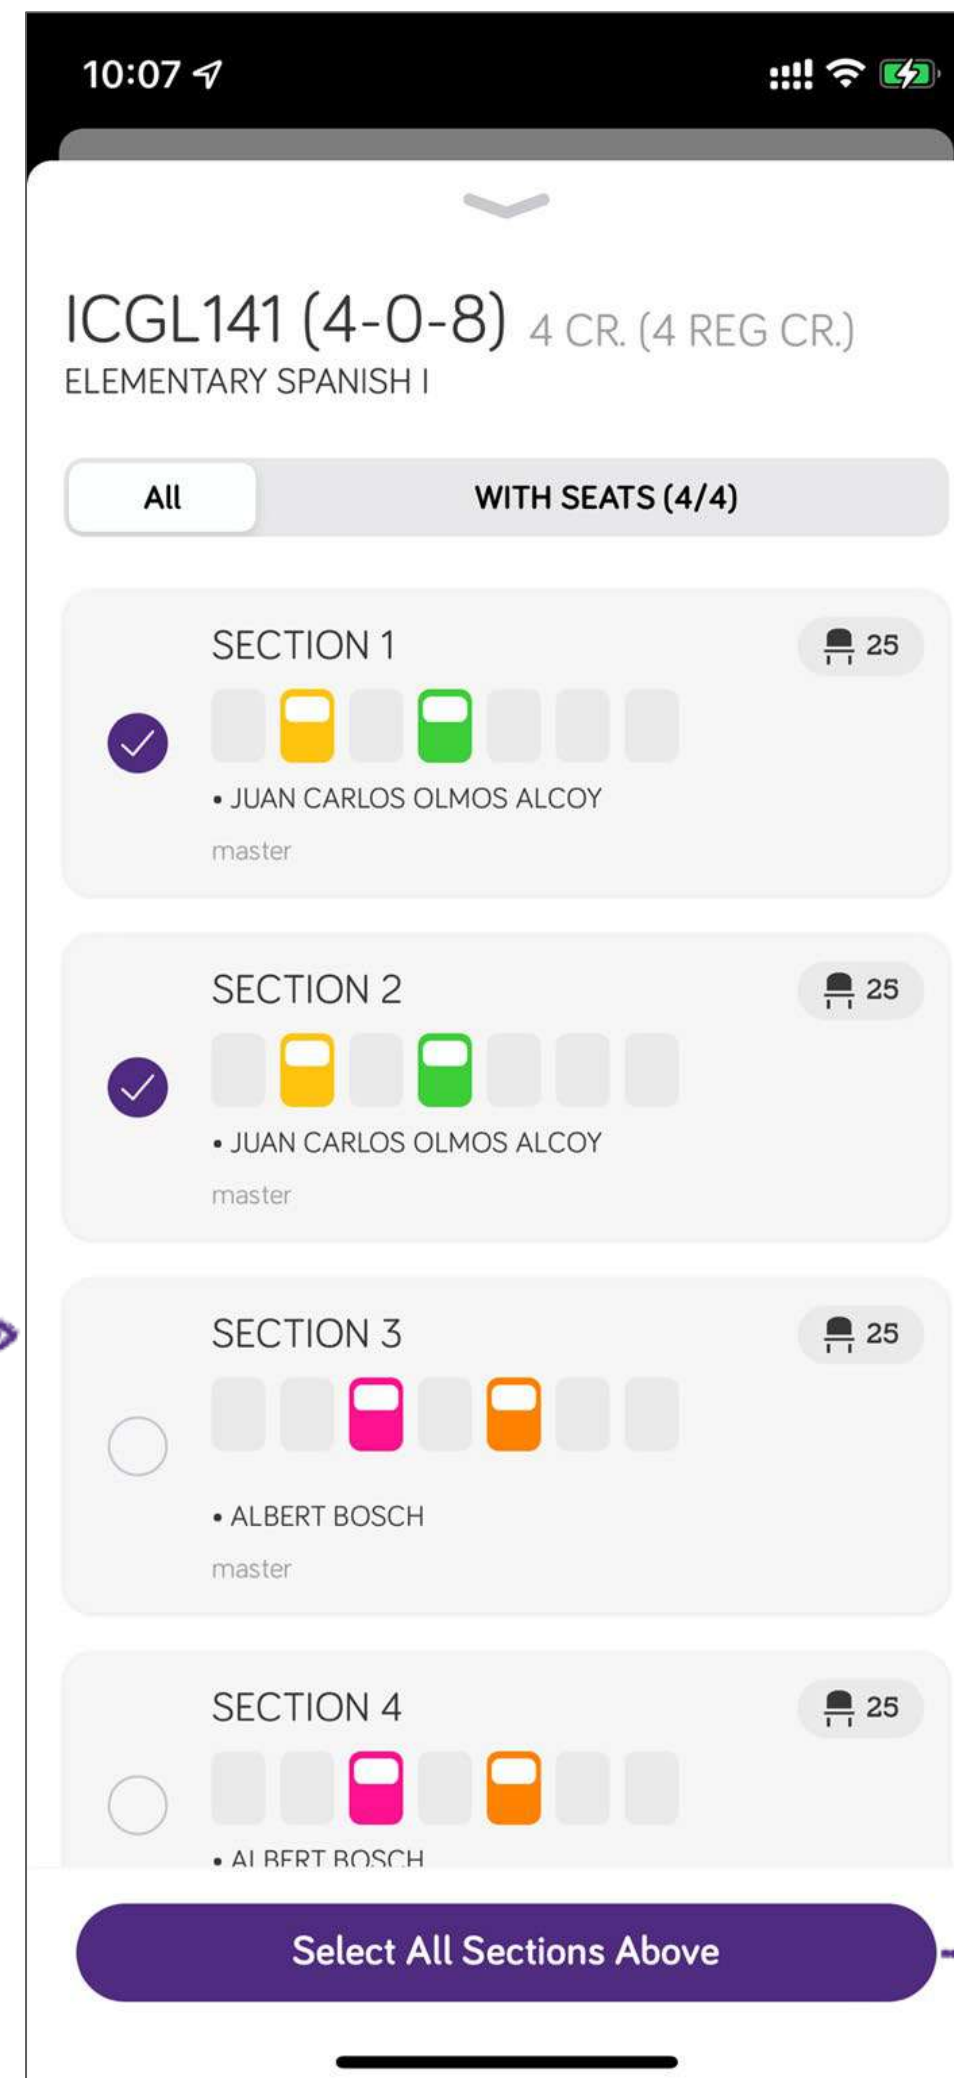 10:07
ICGL141 (4-0-8) 4 CR. (4 REG CR.)
ELEMENTARY SPANISH I
All WITH SEATS (4/4)
SECTION 1 25
• JUAN CARLOS OLMOS ALCOY
master
SECTION 2 25
• JUAN CARLOS OLMOS ALCOY
master
SECTION 3 25
• ALBERT BOSCH
master
SECTION 4 25
• ALBERT BOSCH
Select All Sections Above